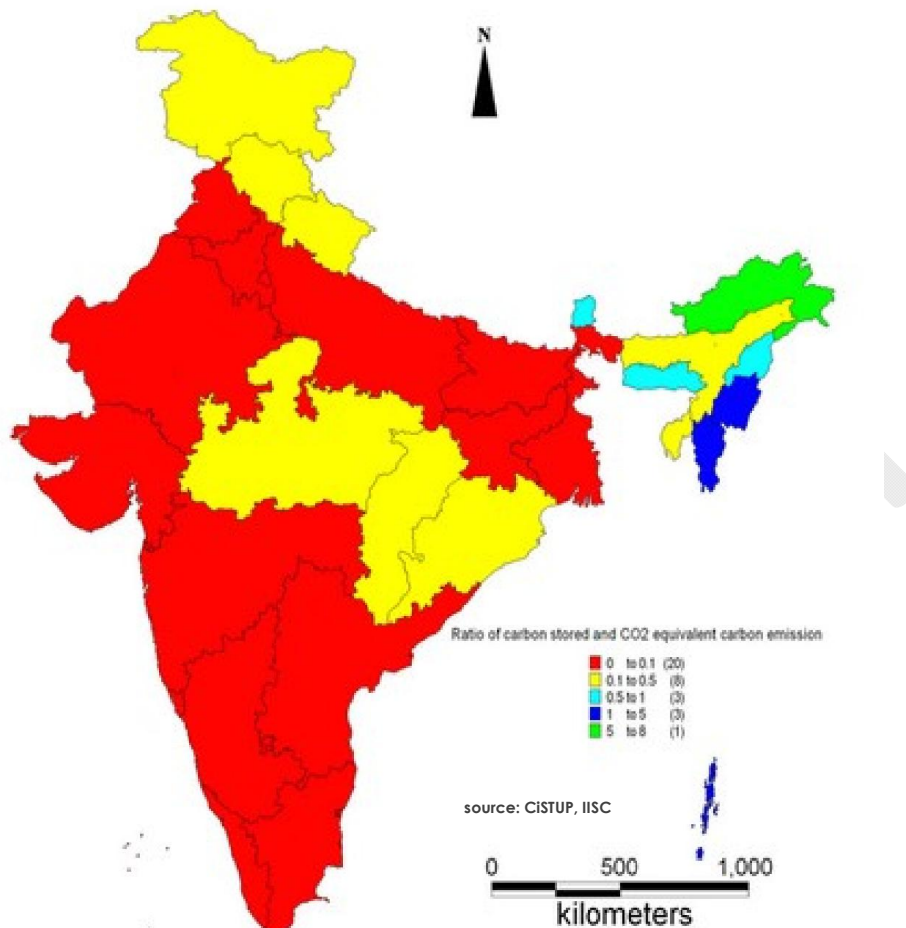 N
Ratio of carbon stored and CO2 equivalent carbon emission
0 to 0.1 (20)
0.1 to 0.5 (8)
0.5 to 1 (3)
1 to 5 (3)
5 to 8 (1)
source: CiSTUP, IISC
0 500 1,000
kilometers